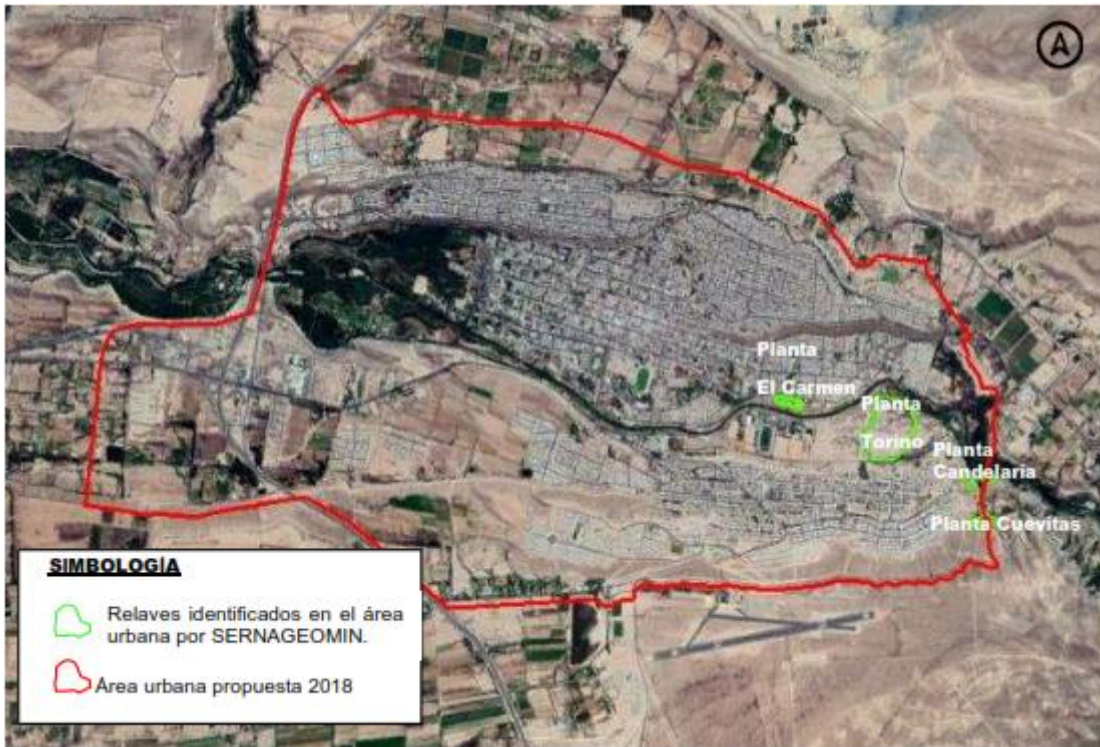 A
Planta
El Carmen
Planta
Torino
Planta
Candelaria
Planta Cuevitas
SIMBOLOGÍA
Relaves identificados en el área
urbana por SERNAGEOMIN.
Area urbana propuesta 2018